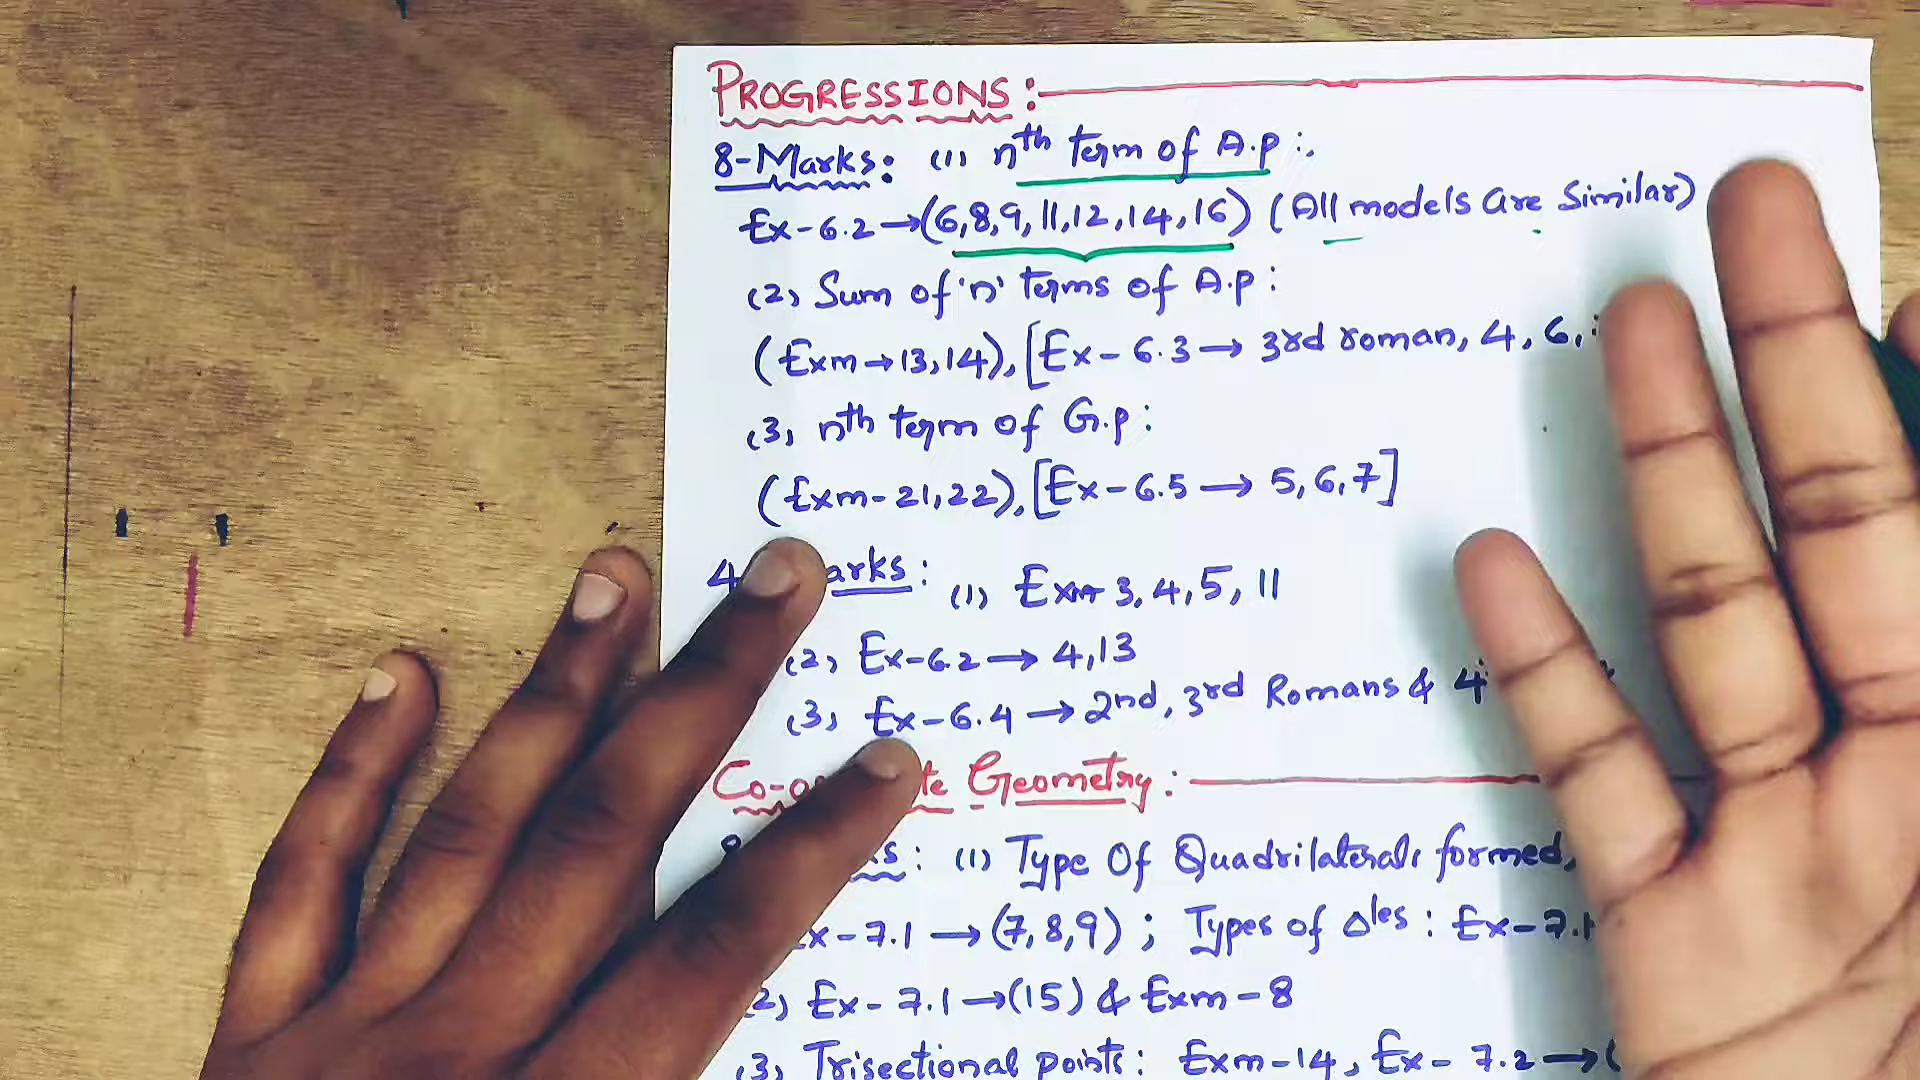 PROGRESSIONS:
8-Marks: (1) nth term of A.p:.
Ex-6.2→(6,8,9,11,12,14,16) (All models are Similar)
(2) Sum of 'n' terms of A.p:
(Exm→13,14), [Ex-6.3→ 3rd roman, 4, 6,
(3) nth term of G.p:
(Exm-21,22), [Ex-6.5 → 5,6,7]
4 arks: (1) Exm 3,4,5,11
(2) Ex-6.2→4,13
(3) Ex-6.4→2nd, 3rd Romans & 4
Co-o te Geometry:
s: (1) Type Of Quadrilaterals formed,
x-7.1→(7,8,9) ; Types of Δles : Ex-7.1
2) Ex-7.1→(15) & Exm-8
(3) Trisectional points: Exm-14, Ex-7.2→(